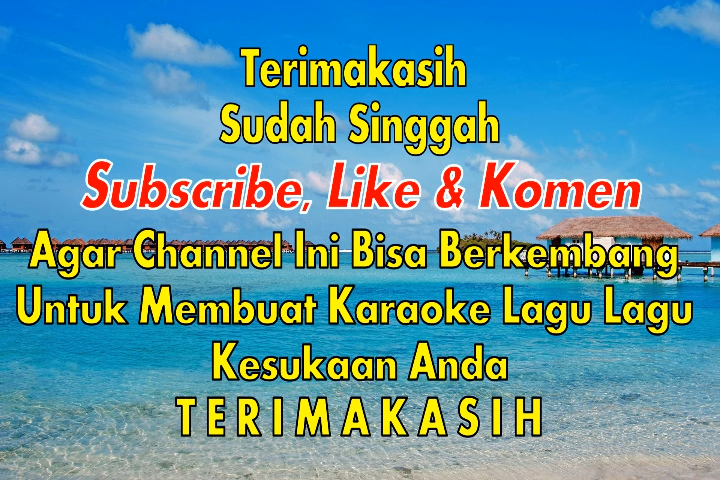 Terimakasih
Sudah Singgah
Subscribe, Like & Komen
Agar Channel Ini Bisa Berkembang
Untuk Membuat Karaoke Lagu Lagu
Kesukaan Anda
T E R I M A K A S I H